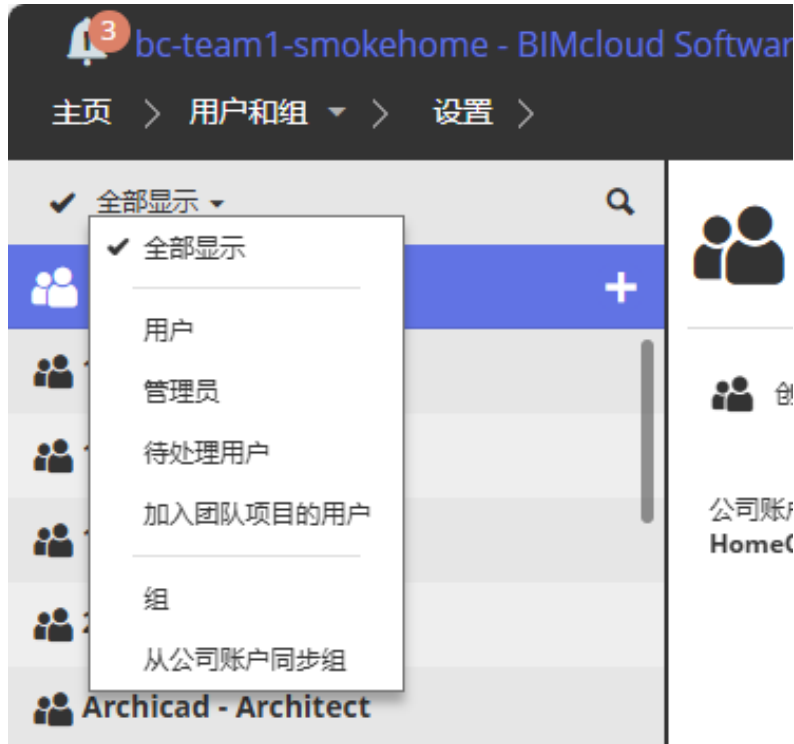 3
bc-team1-smokehome - BIMcloud Softwar
主页 > 用户和组 > 设置 >
全部显示
全部显示
用户
管理员
待处理用户
加入团队项目的用户
组
从公司账户同步组
Archicad - Architect
创
公司账户
HomeC